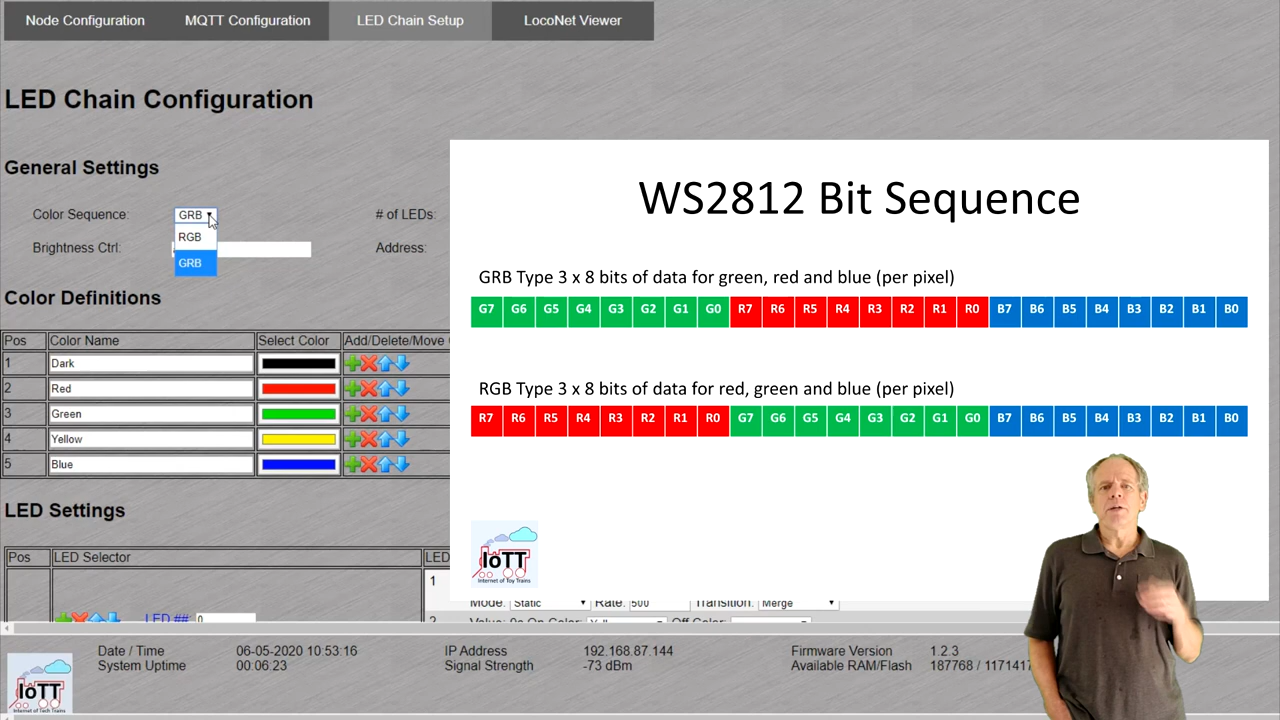 Node Configuration MQTT Configuration LED Chain Setup LocoNet Viewer
LED Chain Configuration
General Settings
Color Sequence: GRB # of LEDs:
RGB
GRB
Brightness Ctrl: Address:
Color Definitions
Pos Color Name Select Color Add/Delete/Move
1 Dark
2 Red
3 Green
4 Yellow
5 Blue
LED Settings
Pos LED Selector LED
1
LED ## 0
Mode: Static Rate: 500 Transition: Merge
2 On Color: Off Color:
WS2812 Bit Sequence
GRB Type 3 x 8 bits of data for green, red and blue (per pixel)
G7 G6 G5 G4 G3 G2 G1 G0 R7 R6 R5 R4 R3 R2 R1 R0 B7 B6 B5 B4 B3 B2 B1 B0
RGB Type 3 x 8 bits of data for red, green and blue (per pixel)
R7 R6 R5 R4 R3 R2 R1 R0 G7 G6 G5 G4 G3 G2 G1 G0 B7 B6 B5 B4 B3 B2 B1 B0
IoTT
Internet of Toy Trains
Date / Time 06-05-2020 10:53:16 IP Address 192.168.87.144 Firmware Version 1.2.3
System Uptime 00:06:23 Signal Strength -73 dBm Available RAM/Flash 187768 / 1171417
IoTT
Internet of Tech Trains